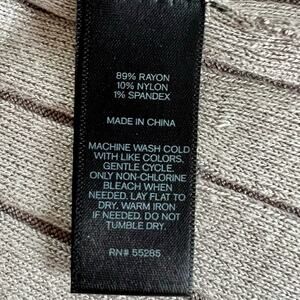 89% RAYON
10% NYLON
1% SPANDEX
MADE IN CHINA
MACHINE WASH COLD
WITH LIKE COLORS,
GENTLE CYCLE.
ONLY NON-CHLORINE
BLEACH WHEN
NEEDED. LAY FLAT TO
DRY. WARM IRON
IF NEEDED. DO NOT
TUMBLE DRY.
RN# 55285